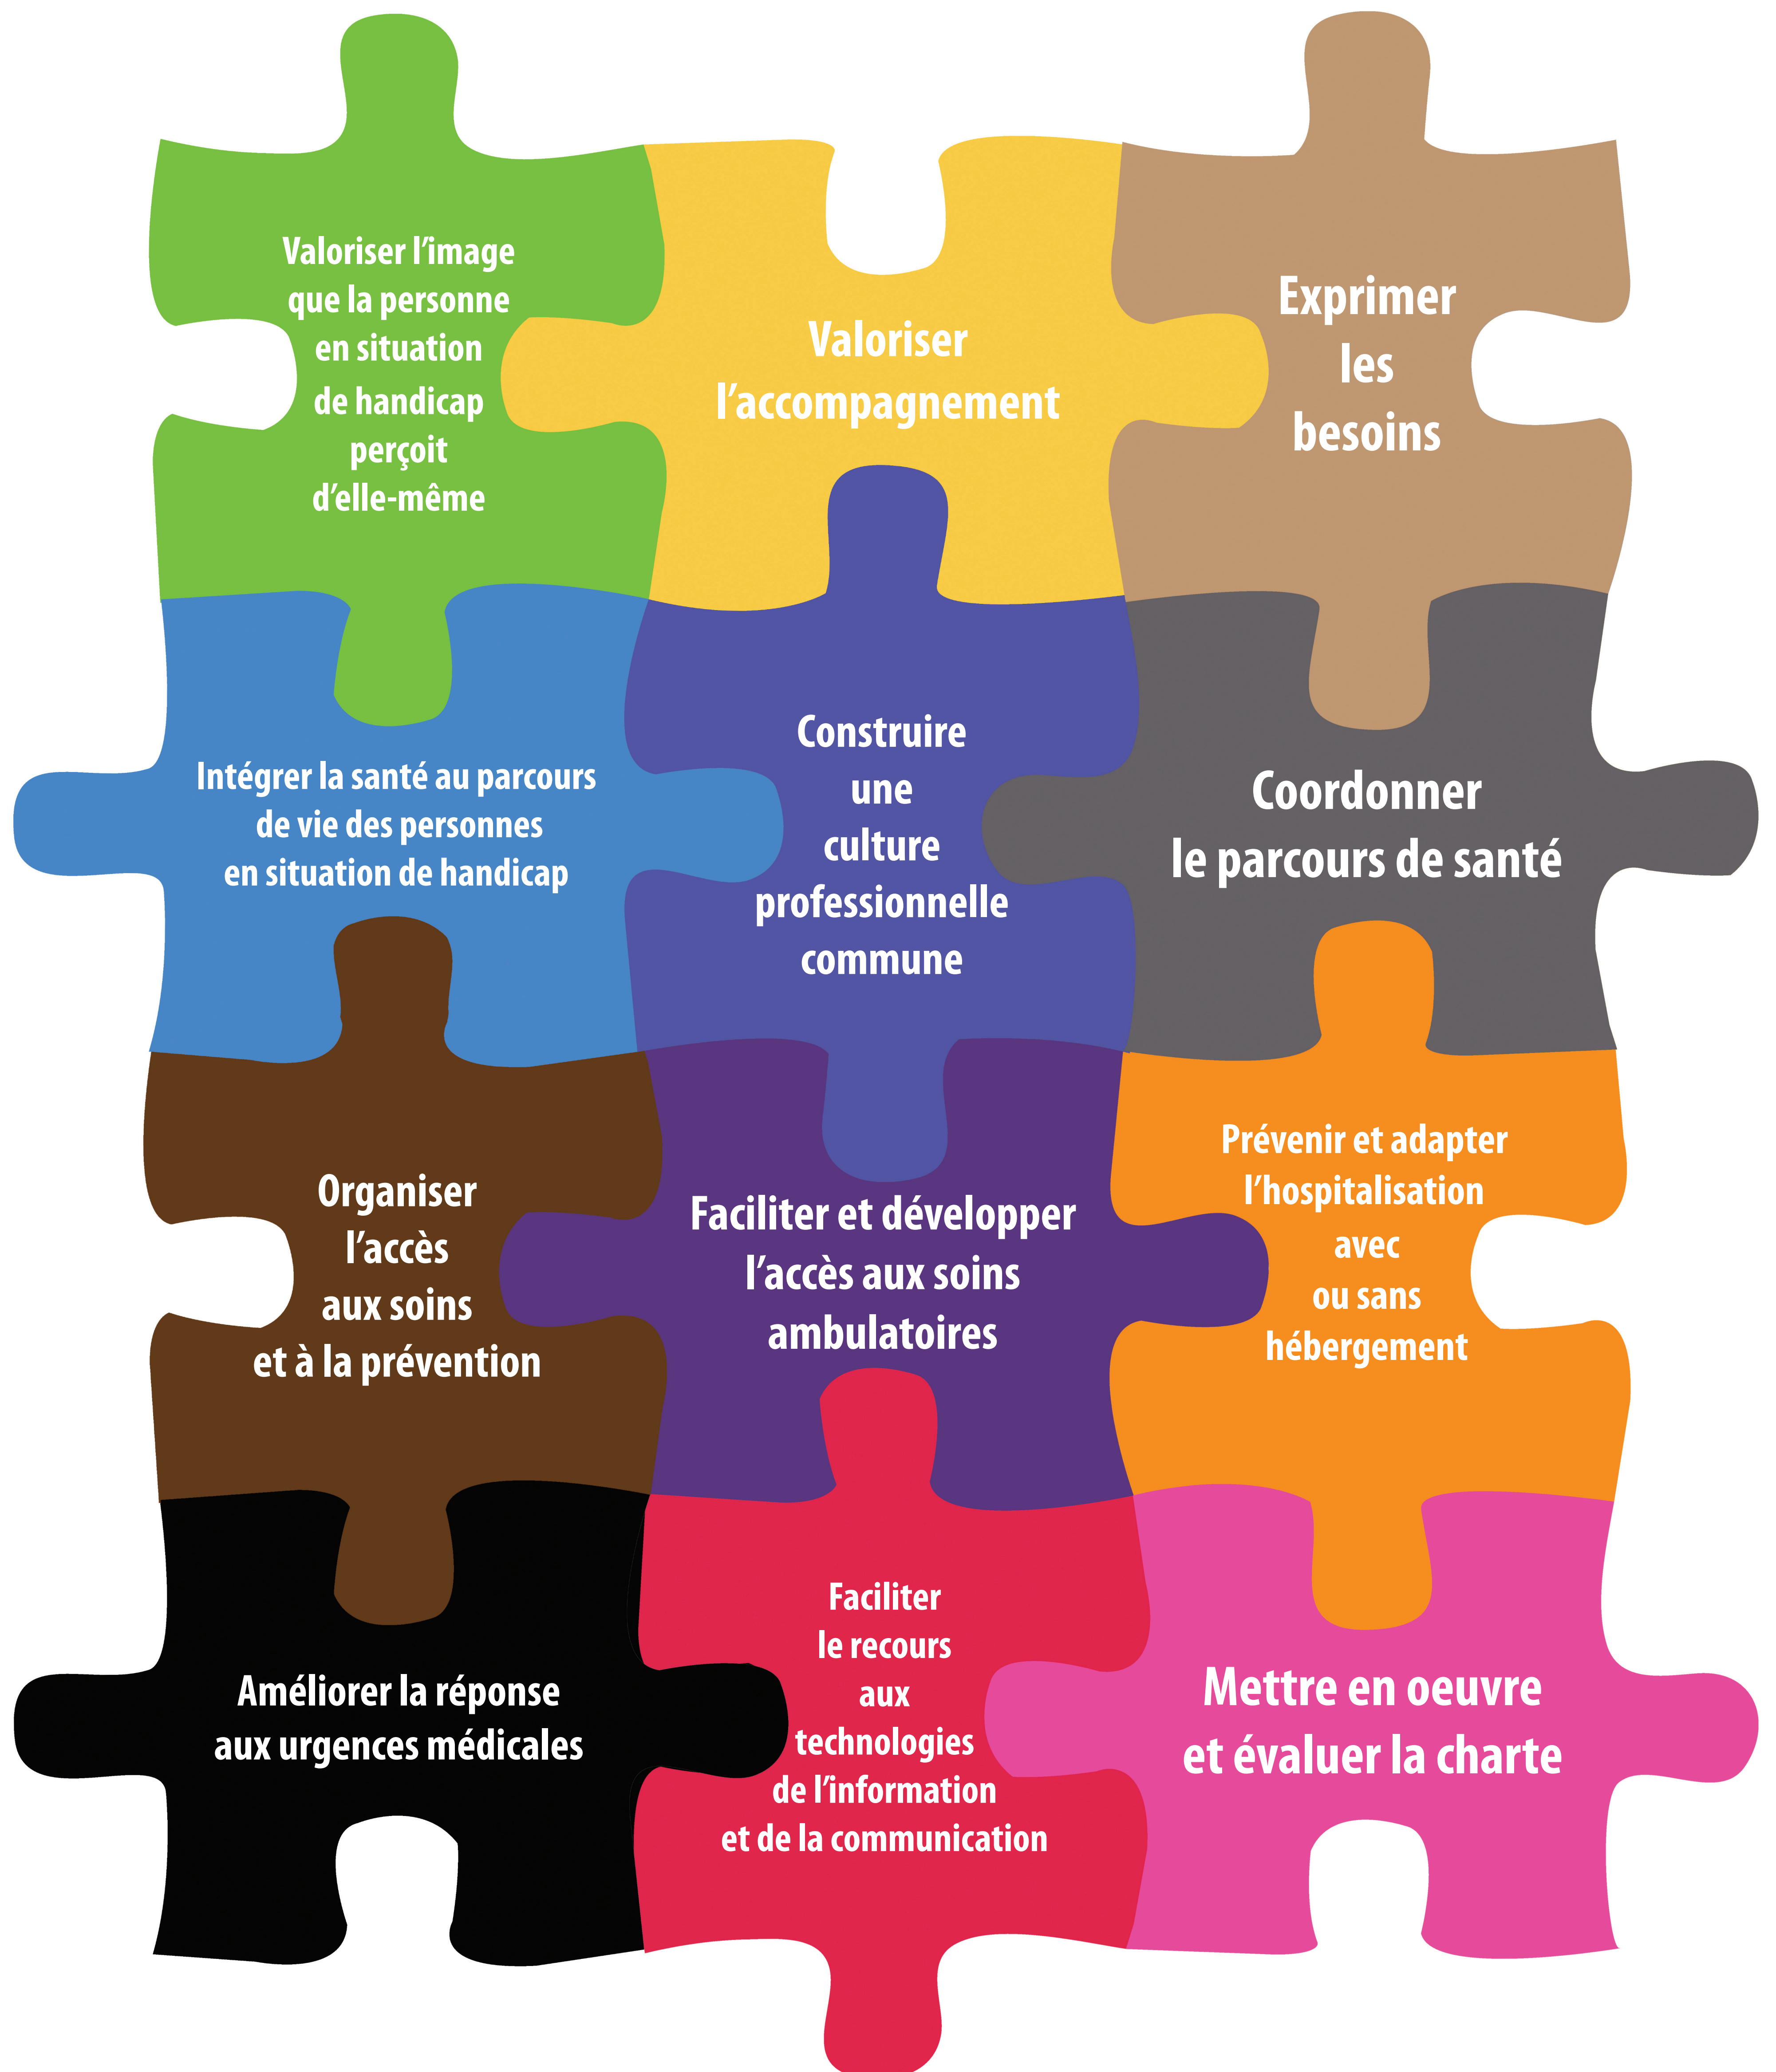 Valoriser l'image
que la personne
en situation
de handicap
perçoit
d'elle-même
Valoriser
l'accompagnement
Exprimer
les
besoins
Intégrer la santé au parcours
de vie des personnes
en situation de handicap
Construire
une
culture
professionnelle
commune
Coordonner
le parcours de santé
Organiser
l'accès
aux soins
et à la prévention
Faciliter et développer
l'accès aux soins
ambulatoires
Prévenir et adapter
l'hospitalisation
avec
ou sans
hébergement
Améliorer la réponse
aux urgences médicales
Faciliter
le recours
aux
technologies
de l'information
et de la communication
Mettre en oeuvre
et évaluer la charte